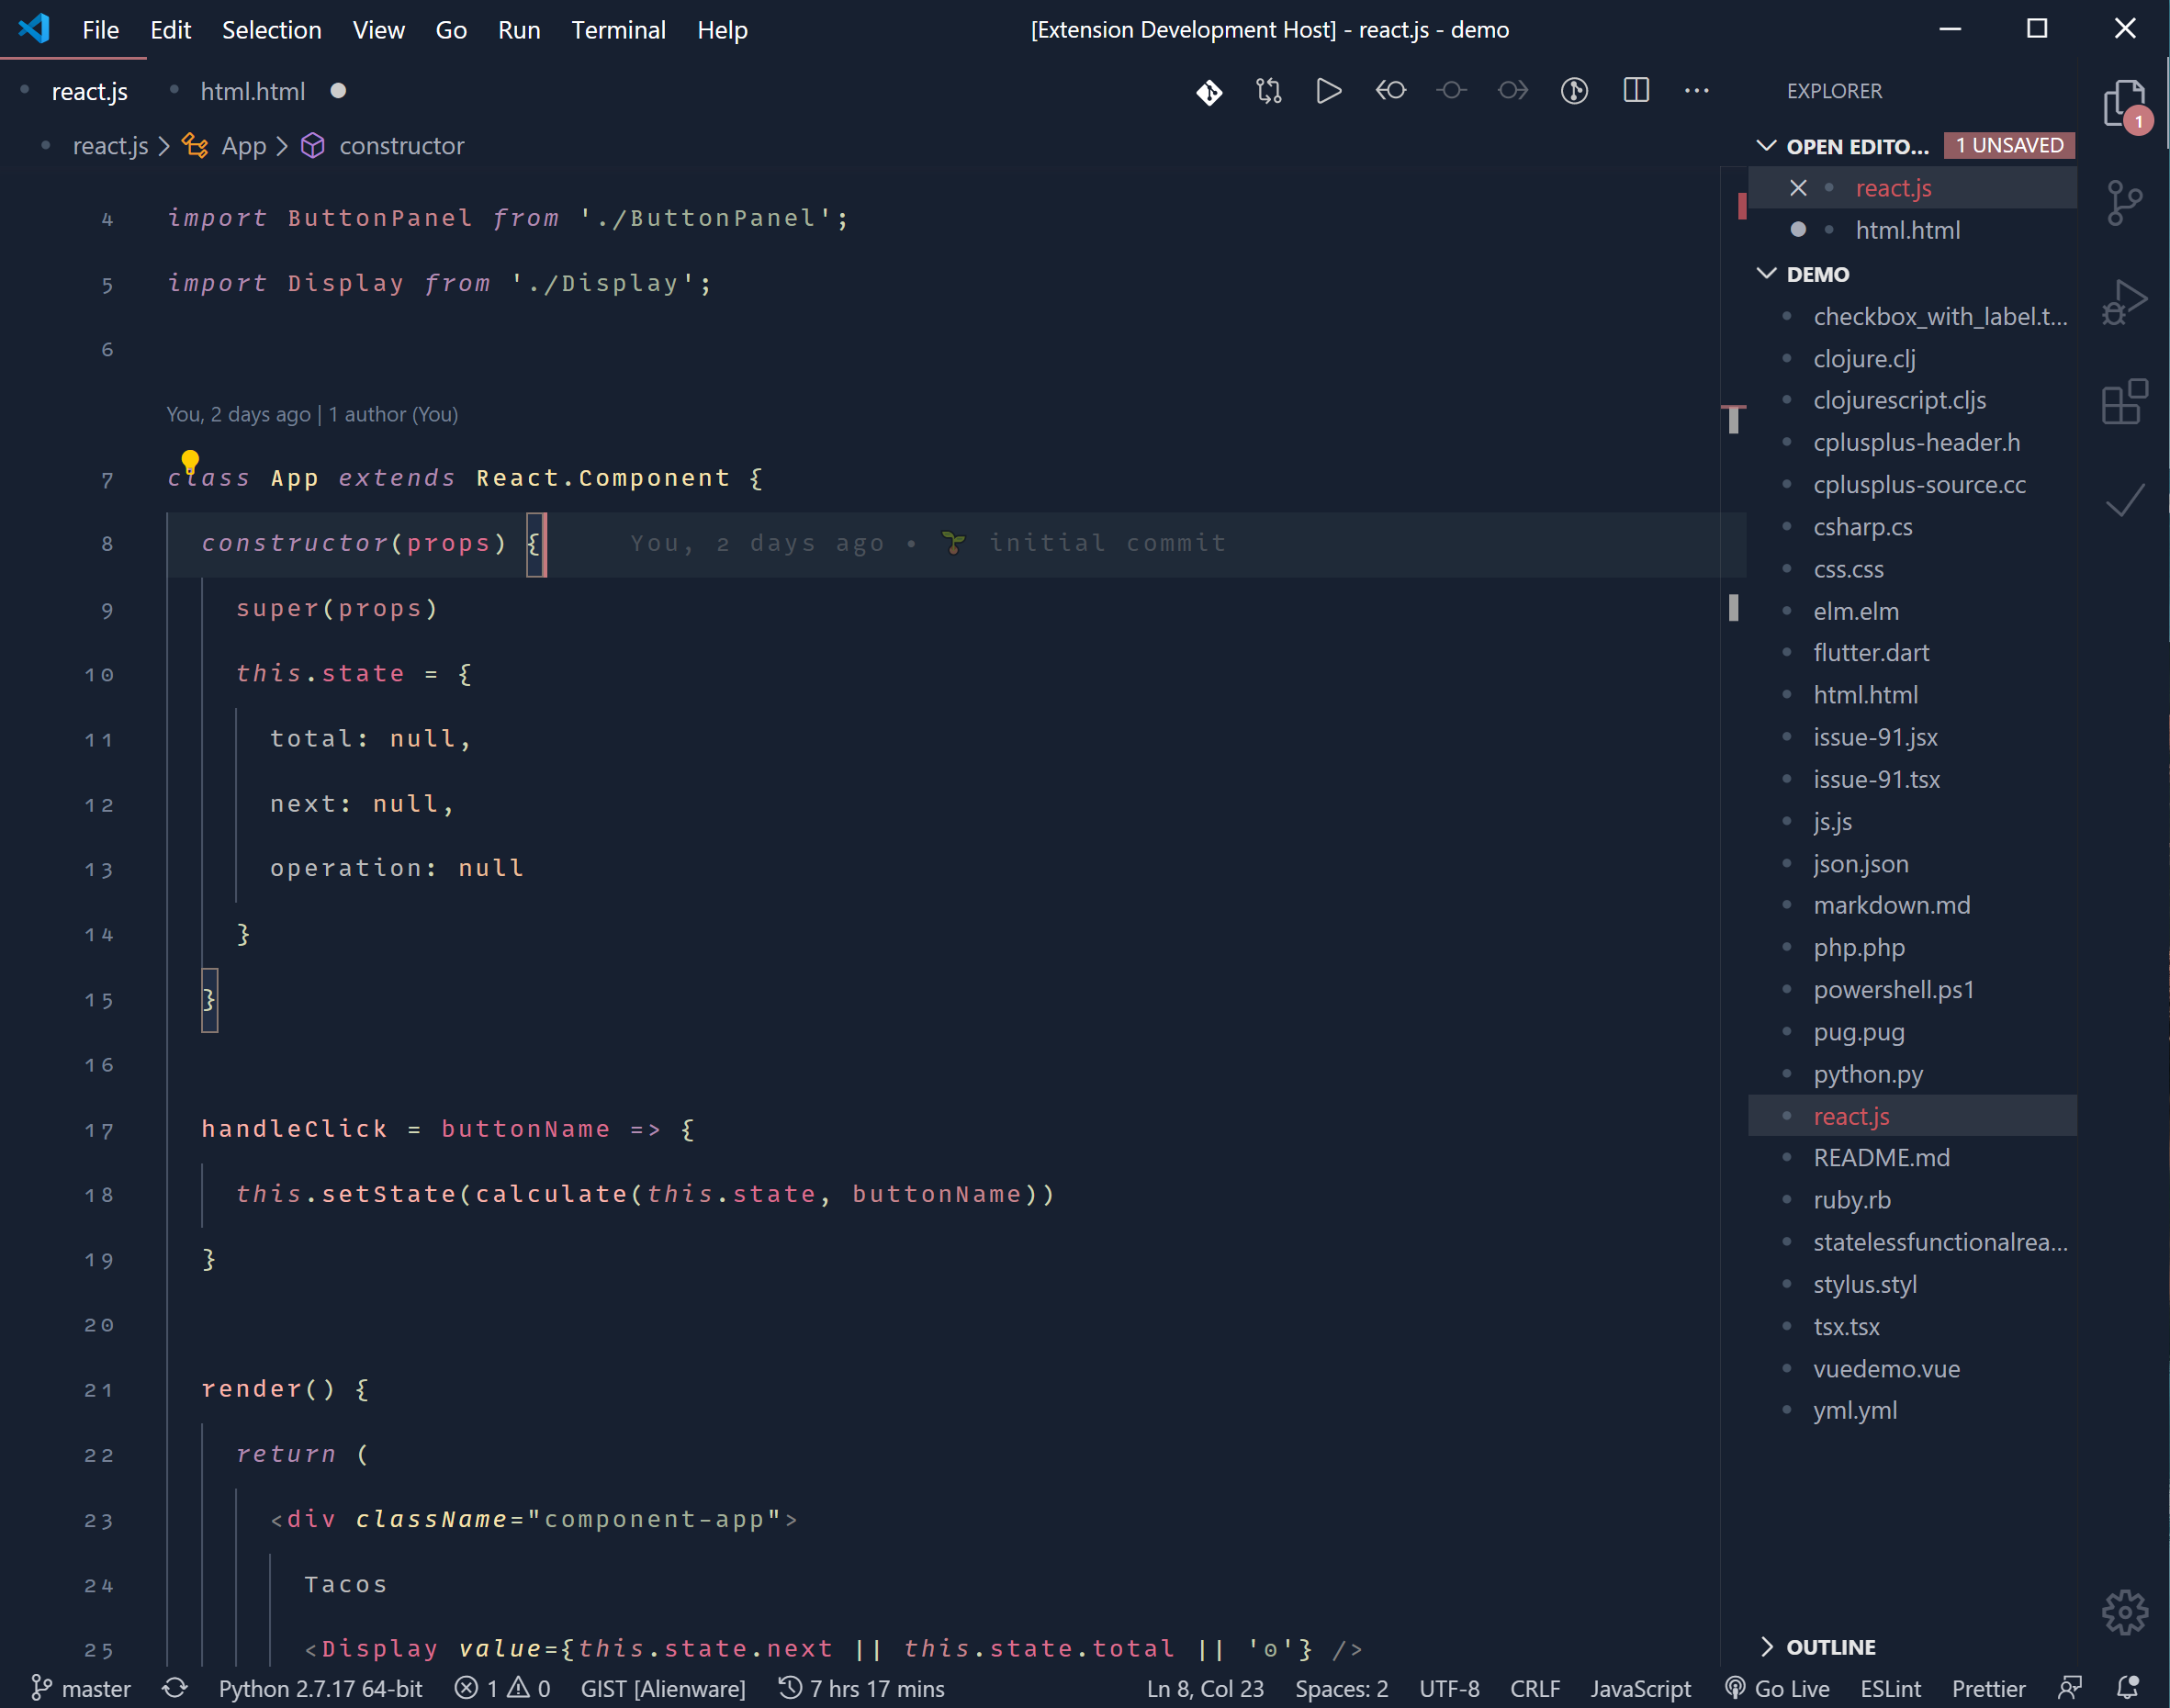 File Edit Selection View Go Run Terminal Help [Extension Development Host] - react.js - demo
react.js html.html
react.js > App > constructor
4 import ButtonPanel from './ButtonPanel';
5 import Display from './Display';
6
You, 2 days ago | 1 author (You)
7 class App extends React.Component {
8 constructor(props) { You, 2 days ago • 🌱 initial commit
9 super(props)
10 this.state = {
11 total: null,
12 next: null,
13 operation: null
14 }
15 }
16
17 handleClick = buttonName => {
18 this.setState(calculate(this.state, buttonName))
19 }
20
21 render() {
22 return (
23 <div className="component-app">
24 Tacos
25 <Display value={this.state.next || this.state.total || '0'} />
EXPLORER
1
OPEN EDITO... 1 UNSAVED
react.js
html.html
DEMO
checkbox_with_label.t...
clojure.clj
clojurescript.cljs
cplusplus-header.h
cplusplus-source.cc
csharp.cs
css.css
elm.elm
flutter.dart
html.html
issue-91.jsx
issue-91.tsx
js.js
json.json
markdown.md
php.php
powershell.ps1
pug.pug
python.py
react.js
README.md
ruby.rb
statelessfunctionalrea...
stylus.styl
tsx.tsx
vuedemo.vue
yml.yml
OUTLINE
master Python 2.7.17 64-bit 1 0 GIST [Alienware] 7 hrs 17 mins Ln 8, Col 23 Spaces: 2 UTF-8 CRLF JavaScript Go Live ESLint Prettier